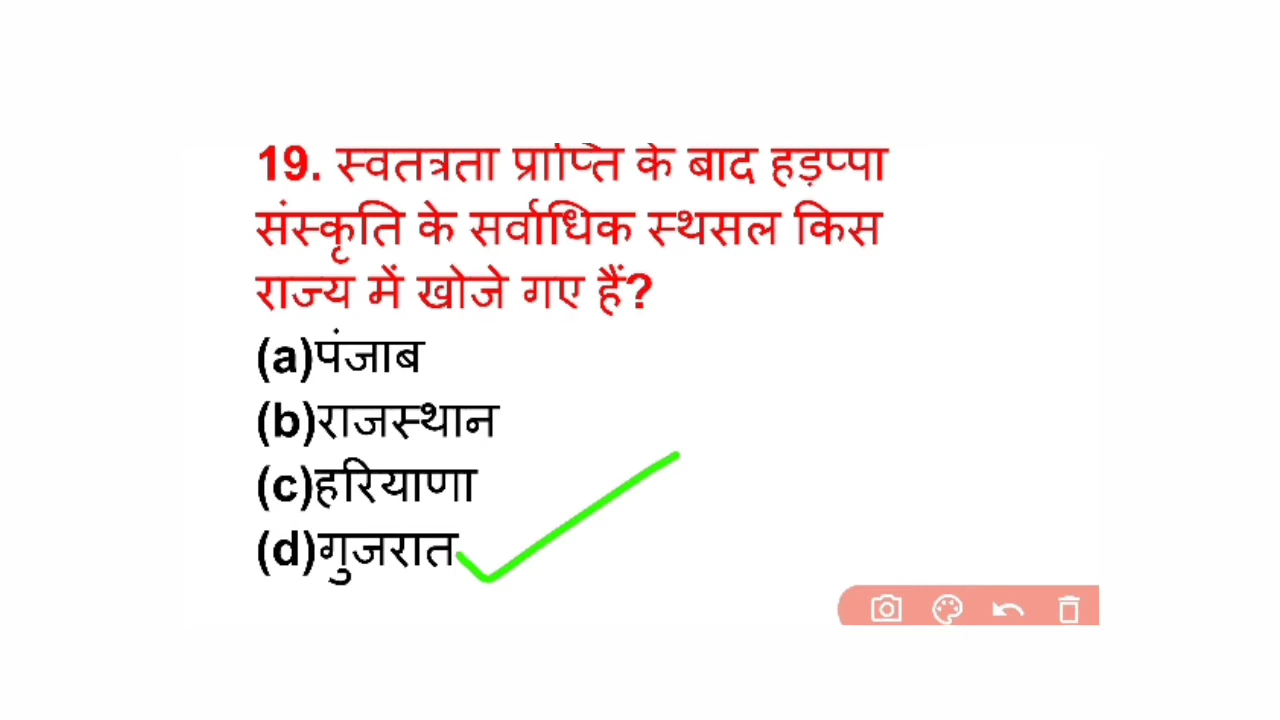 19. स्वतत्रता प्राप्ति के बाद हड़प्पा
संस्कृति के सर्वाधिक स्थसल किस
राज्य में खोजे गए हैं?
(a)पंजाब
(b)राजस्थान
(c)हरियाणा
(d)गुजरात